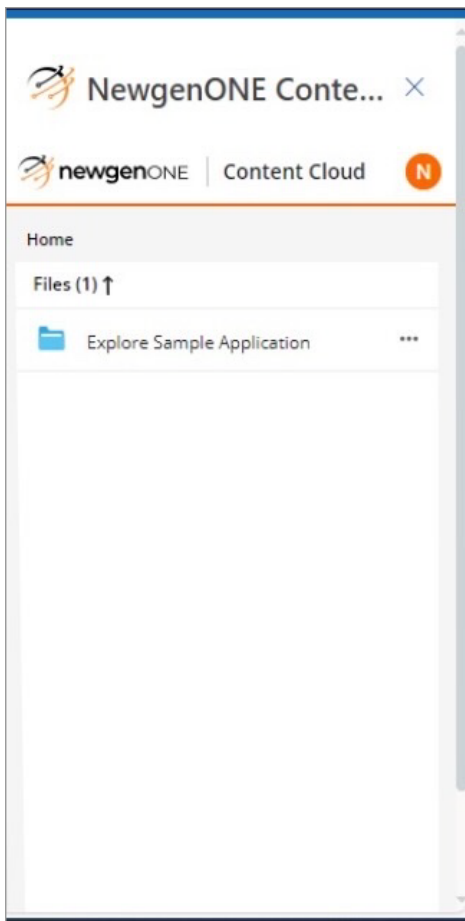 NewgenONE Conte...
newgenONE | Content Cloud N
Home
Files (1) ↑
Explore Sample Application ...